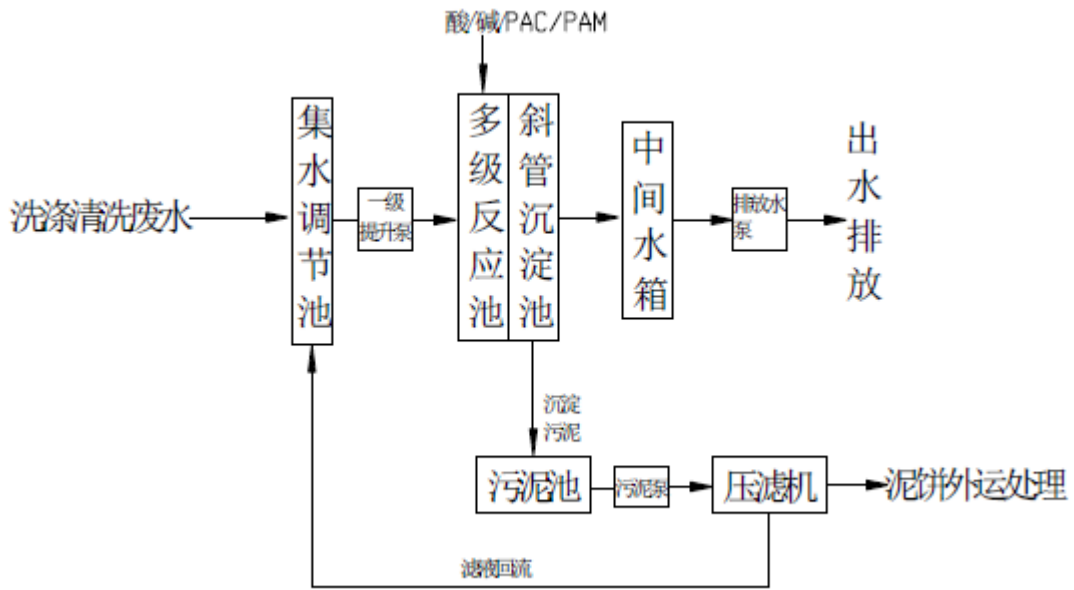 酸/碱/PAC/PAM
洗涤清洗废水
集水调节池
一级
提升泵
多级反应池
斜管沉淀池
中间水箱
排放水
泵
出水排放
沉淀
污泥
污泥池
污泥泵
压滤机
泥饼外运处理
滤液回流